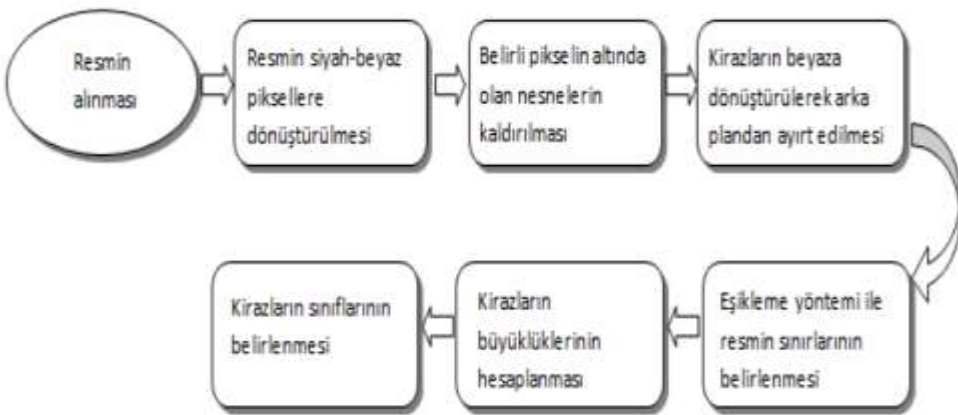 Resmin
alınması
Resmin siyah-beyaz
piksellere
dönüştürülmesi
Belirli pikselin altında
olan nesnelerin
kaldırılması
Kirazların beyaza
dönüştürülerek arka
plandan ayırt edilmesi
Eşikleme yöntemi ile
resmin sınırlarının
belirlenmesi
Kirazların
büyüklüklerinin
hesaplanması
Kirazların sınıflarının
belirlenmesi